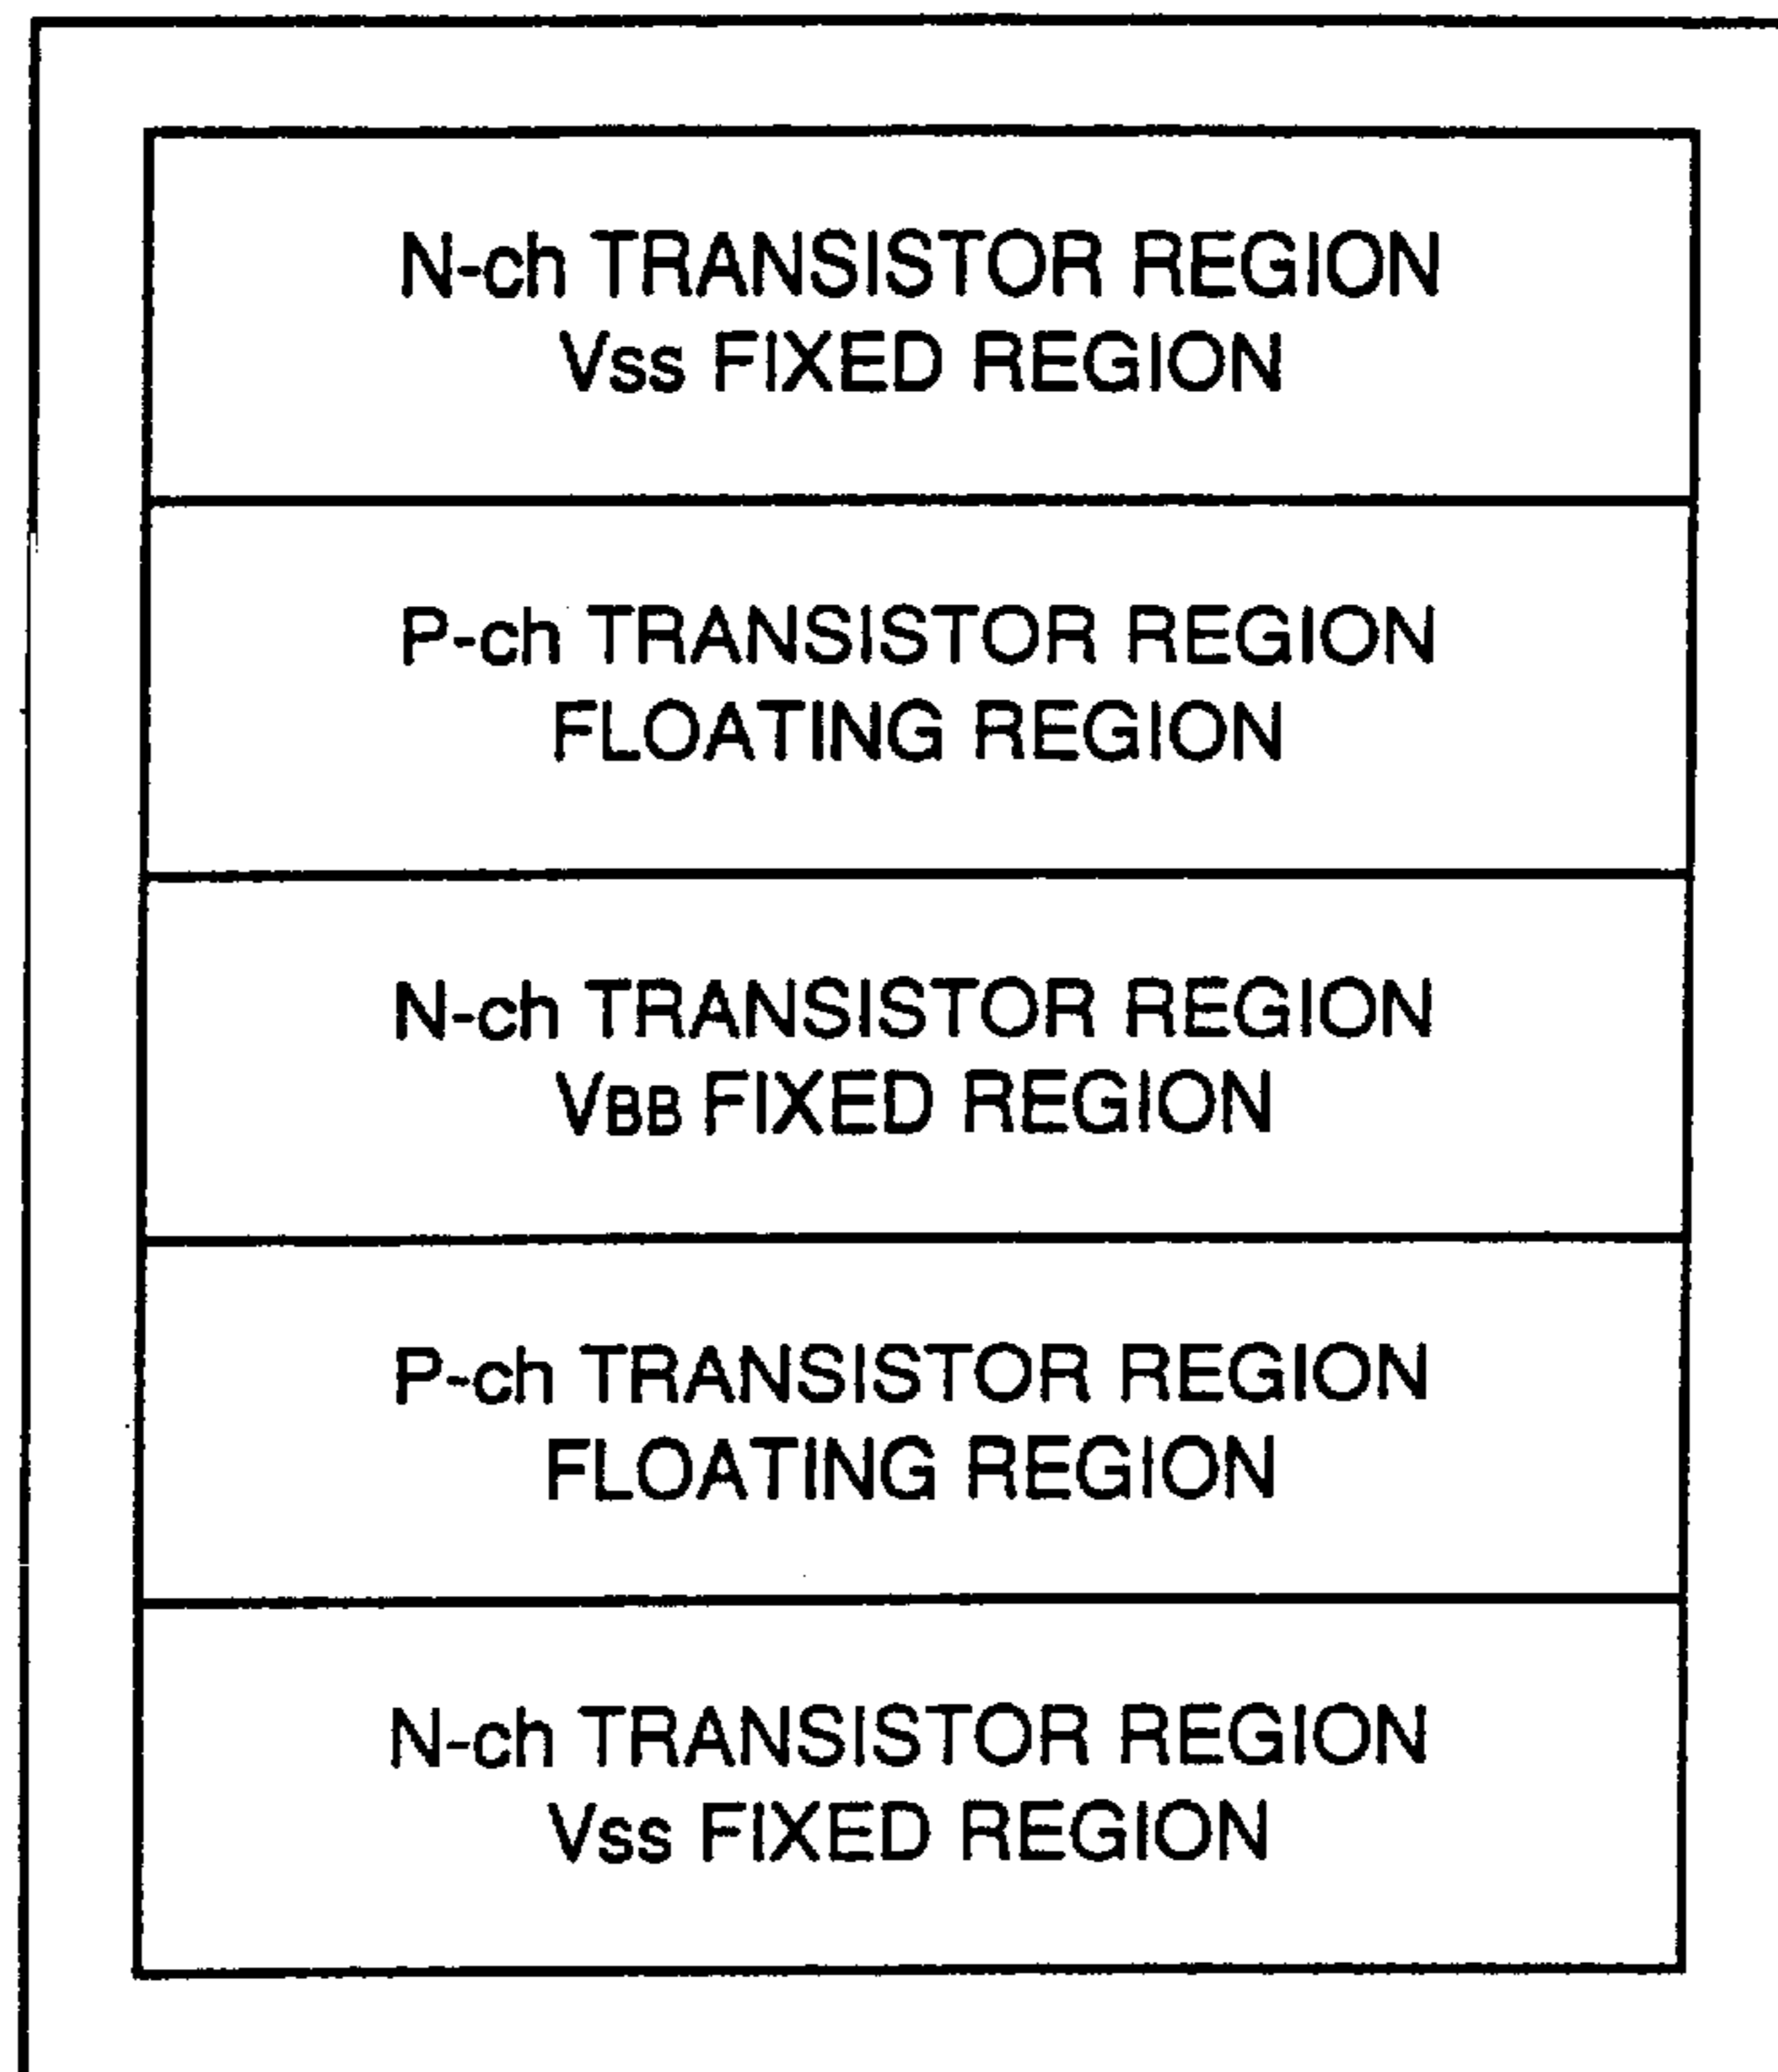 N-ch TRANSISTOR REGION
Vss FIXED REGION
P-ch TRANSISTOR REGION
FLOATING REGION
N-ch TRANSISTOR REGION
VBB FIXED REGION
P-ch TRANSISTOR REGION
FLOATING REGION
N-ch TRANSISTOR REGION
Vss FIXED REGION